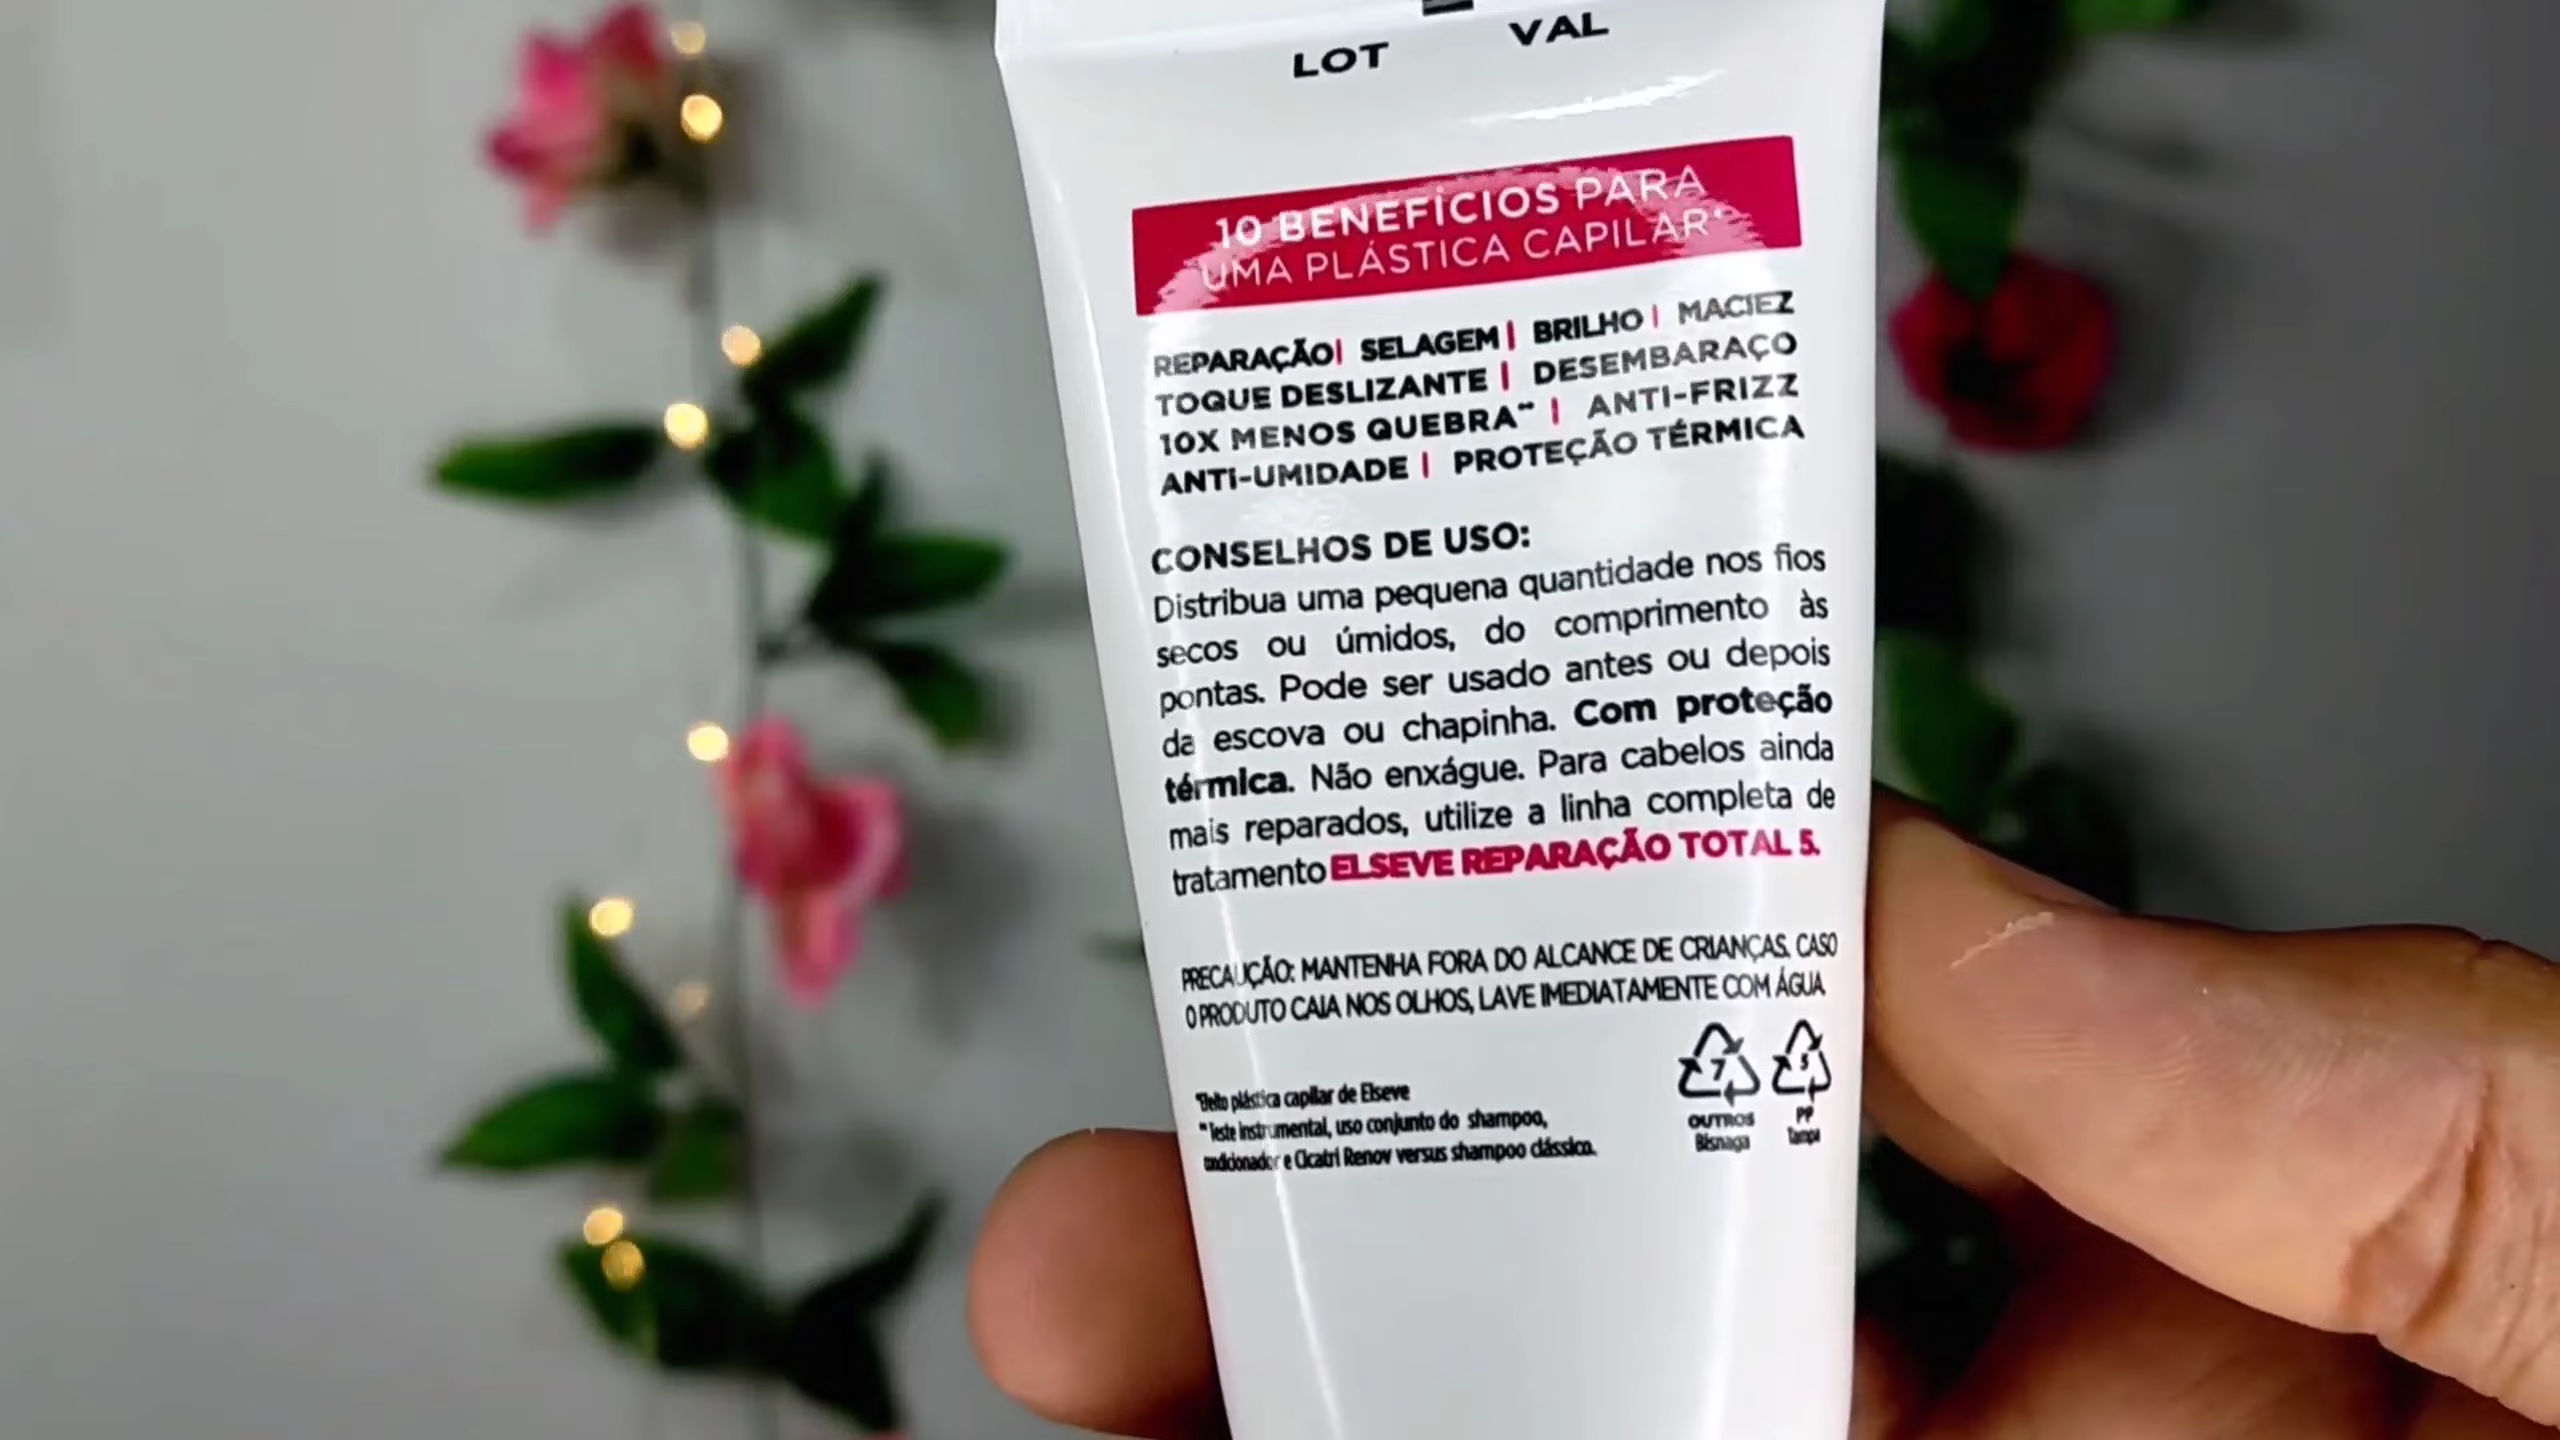 LOT VAL
10 BENEFÍCIOS PARA
UMA PLÁSTICA CAPILAR*
REPARAÇÃO| SELAGEM| BRILHO| MACIEZ
TOQUE DESLIZANTE | DESEMBARAÇO
10X MENOS QUEBRA** | ANTI-FRIZZ
ANTI-UMIDADE | PROTEÇÃO TÉRMICA
CONSELHOS DE USO:
Distribua uma pequena quantidade nos fios
secos ou úmidos, do comprimento às
pontas. Pode ser usado antes ou depois
da escova ou chapinha. Com proteção
térmica. Não enxágue. Para cabelos ainda
mais reparados, utilize a linha completa de
tratamento ELSEVE REPARAÇÃO TOTAL 5.
PRECAUÇÃO: MANTENHA FORA DO ALCANCE DE CRIANÇAS. CASO
O PRODUTO CAIA NOS OLHOS, LAVE IMEDIATAMENTE COM ÁGUA
*Efeito plástica capilar de Elseve
**Teste instrumental, uso conjunto do shampoo,
condicionador e Cicatri Renov versus shampoo clássico.
7 5
OUTROS PP
Bisnaga Tampa